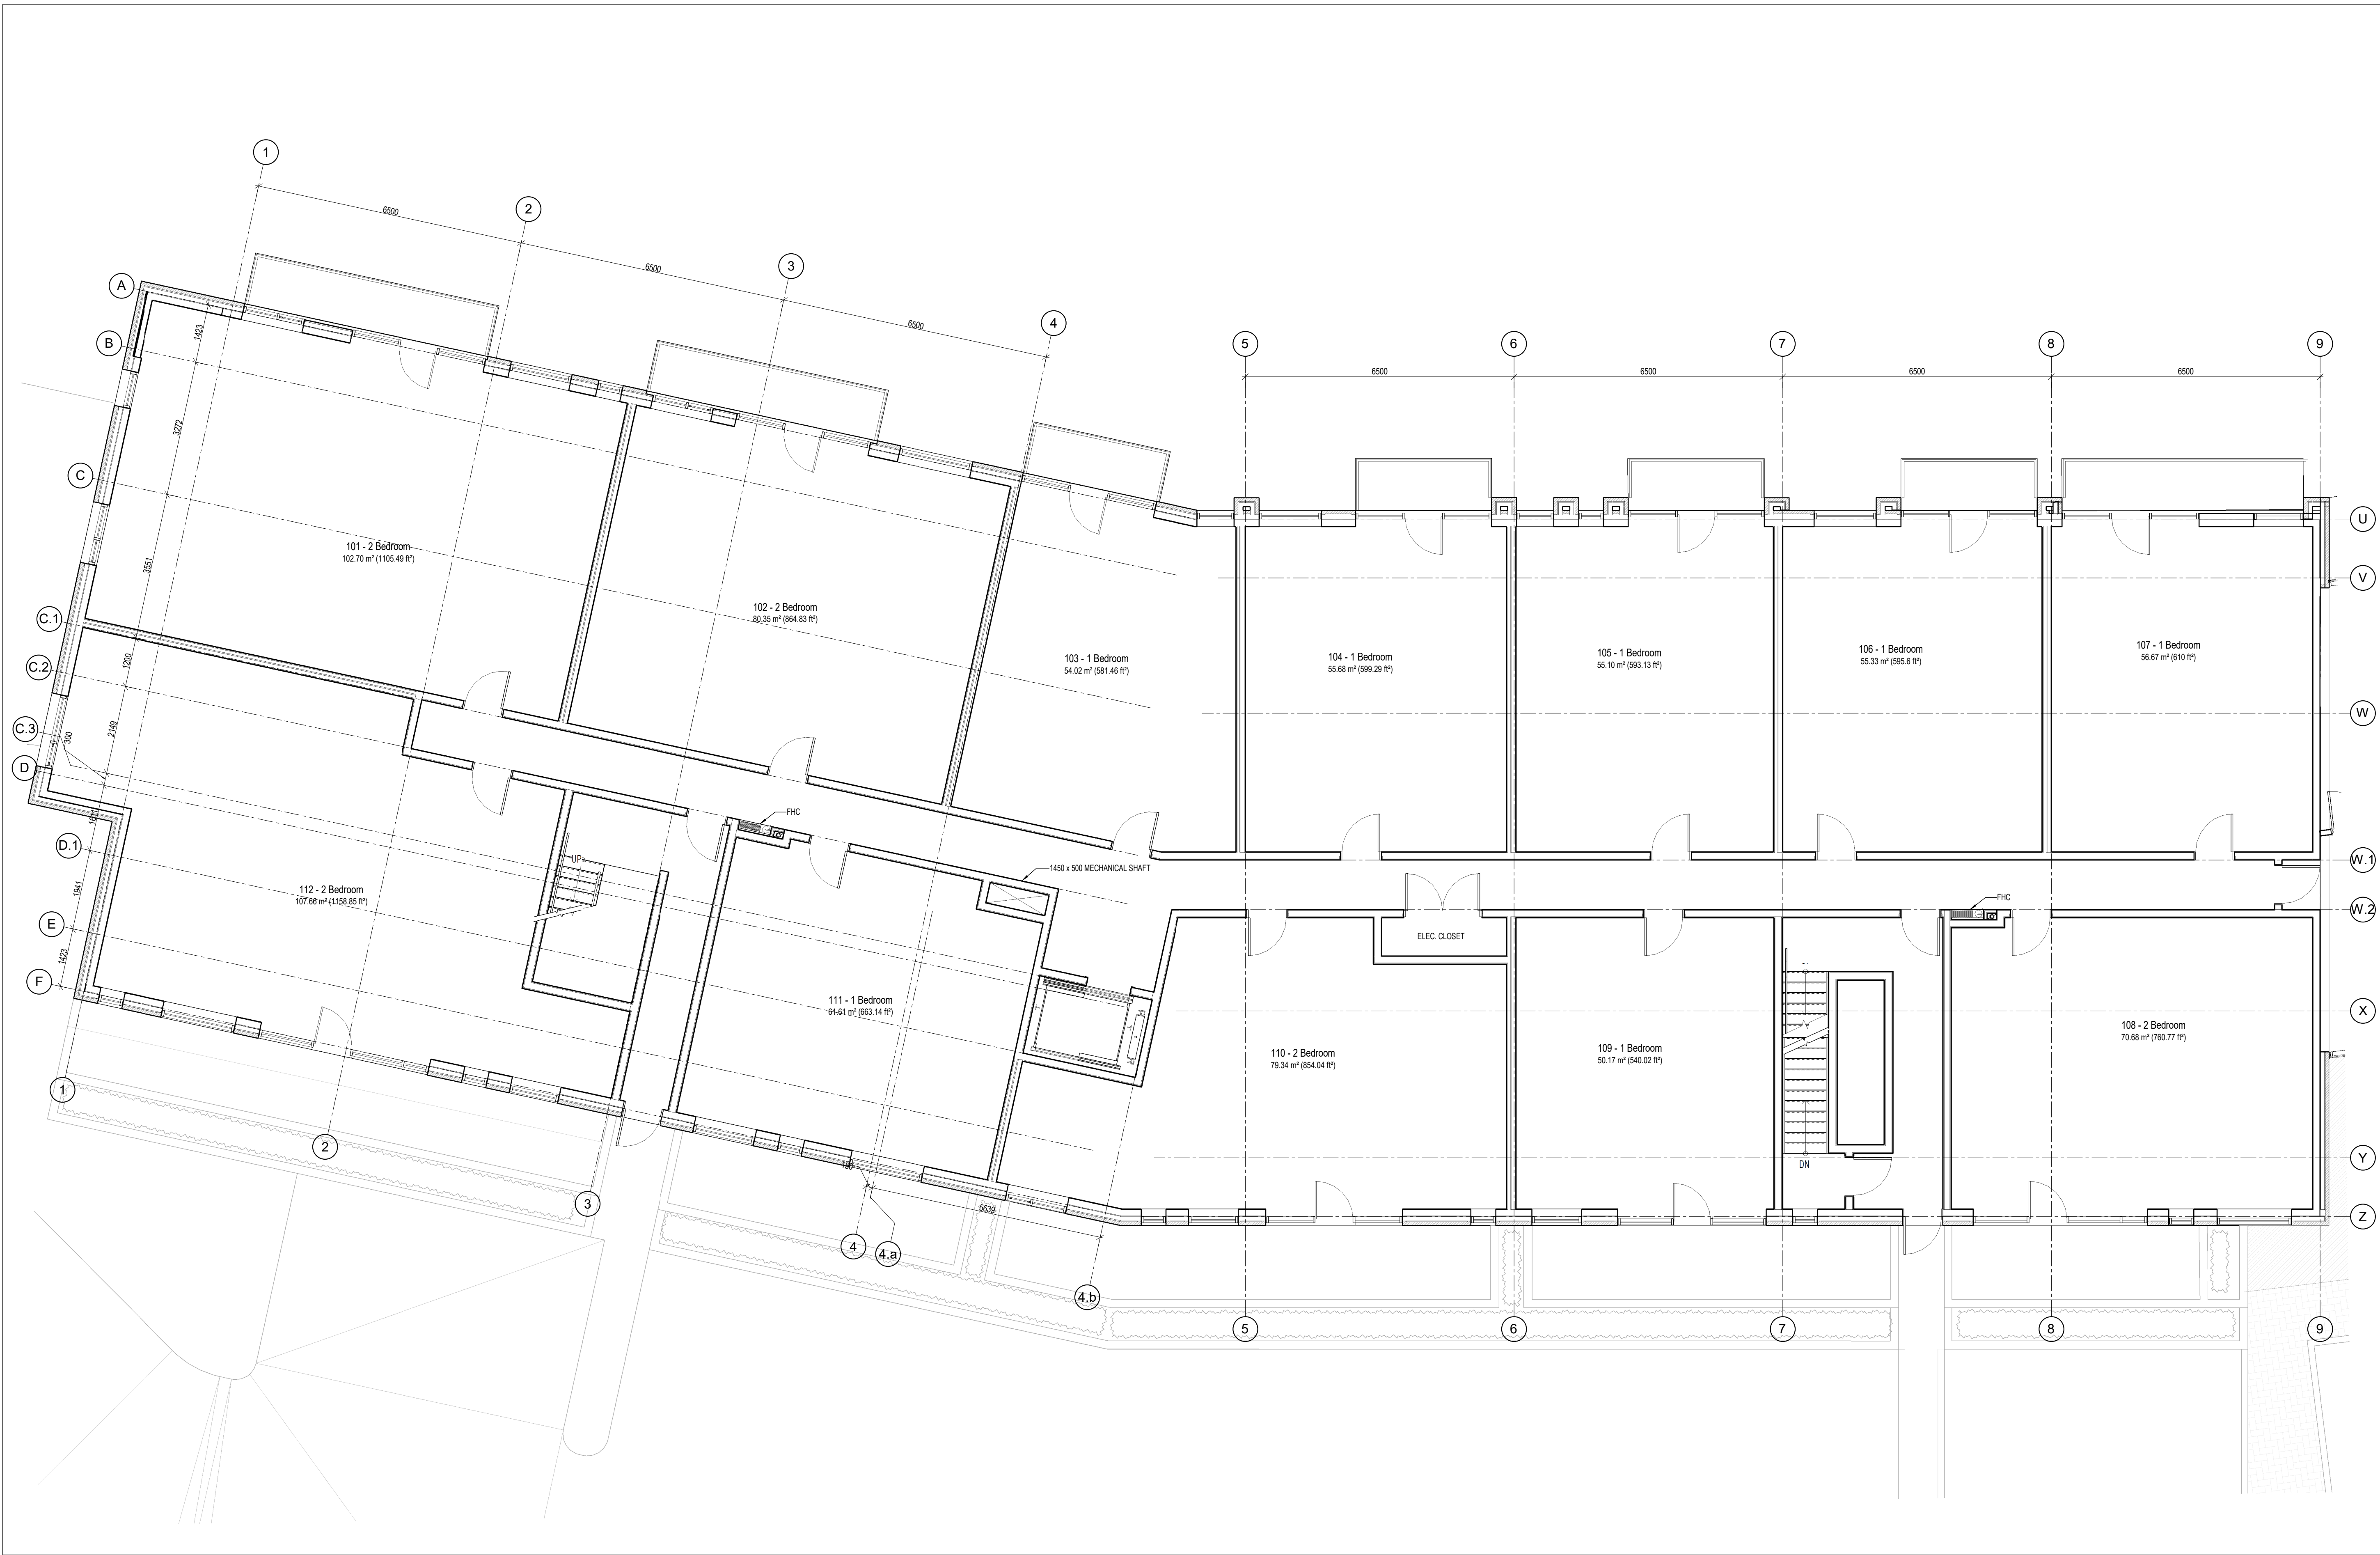 1
2
3
4
6500
6500
6500
5
6
7
8
9
6500
6500
6500
6500
A
B
C
C.1
C.2
C.3
D
D.1
E
F
1423
3272
3551
1200
2149
300
1611
1941
1423
U
V
W
W.1
W.2
X
Y
Z
101 - 2 Bedroom
102.70 m² (1105.49 ft²)
102 - 2 Bedroom
80.35 m² (864.83 ft²)
103 - 1 Bedroom
54.02 m² (581.46 ft²)
104 - 1 Bedroom
55.68 m² (599.29 ft²)
105 - 1 Bedroom
55.10 m² (593.13 ft²)
106 - 1 Bedroom
55.33 m² (595.6 ft²)
107 - 1 Bedroom
56.67 m² (610 ft²)
FHC
1450 x 500 MECHANICAL SHAFT
UP
FHC
ELEC. CLOSET
112 - 2 Bedroom
107.66 m² (1158.85 ft²)
111 - 1 Bedroom
61.61 m² (663.14 ft²)
110 - 2 Bedroom
79.34 m² (854.04 ft²)
109 - 1 Bedroom
50.17 m² (540.02 ft²)
108 - 2 Bedroom
70.68 m² (760.77 ft²)
DN
5639
1
2
3
4
4.a
4.b
5
6
7
8
9